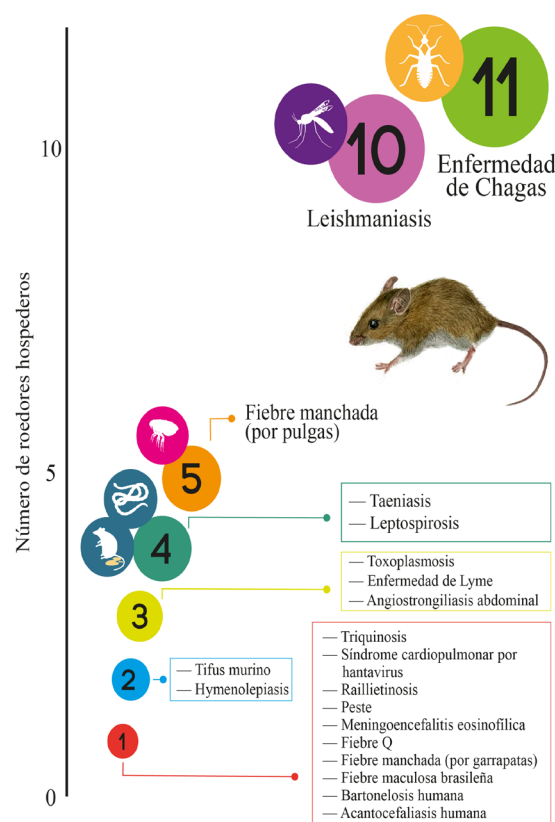 Número de roedores hospederos
10
5
0
11
Enfermedad
de Chagas
10
Leishmaniasis
5
Fiebre manchada
(por pulgas)
4
— Taeniasis
— Leptospirosis
3
— Toxoplasmosis
— Enfermedad de Lyme
— Angiostrongiliasis abdominal
2
— Tifus murino
— Hymenolepiasis
1
— Triquinosis
— Síndrome cardiopulmonar por
hantavirus
— Raillietinosis
— Peste
— Meningoencefalitis eosinofílica
— Fiebre Q
— Fiebre manchada (por garrapatas)
— Fiebre maculosa brasileña
— Bartonelosis humana
— Acantocefaliasis humana